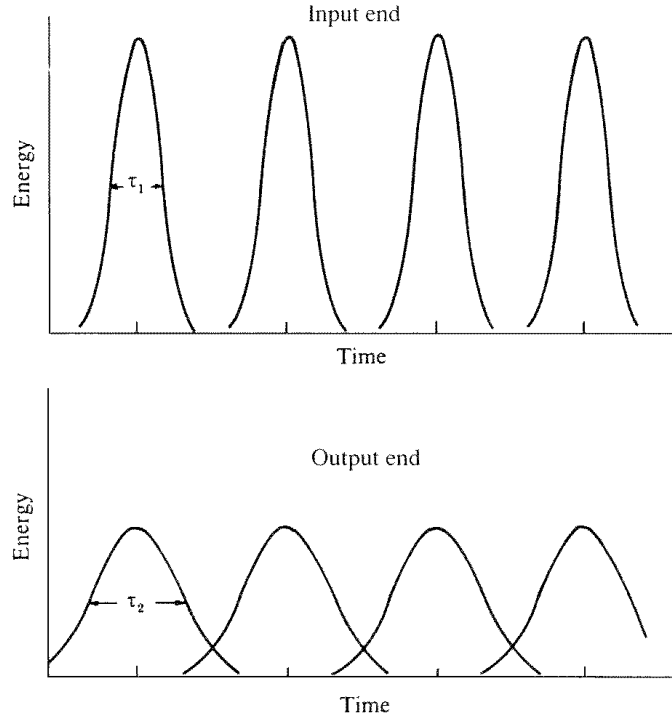 Input end
Energy
τ₁
Time
Output end
Energy
τ₂
Time